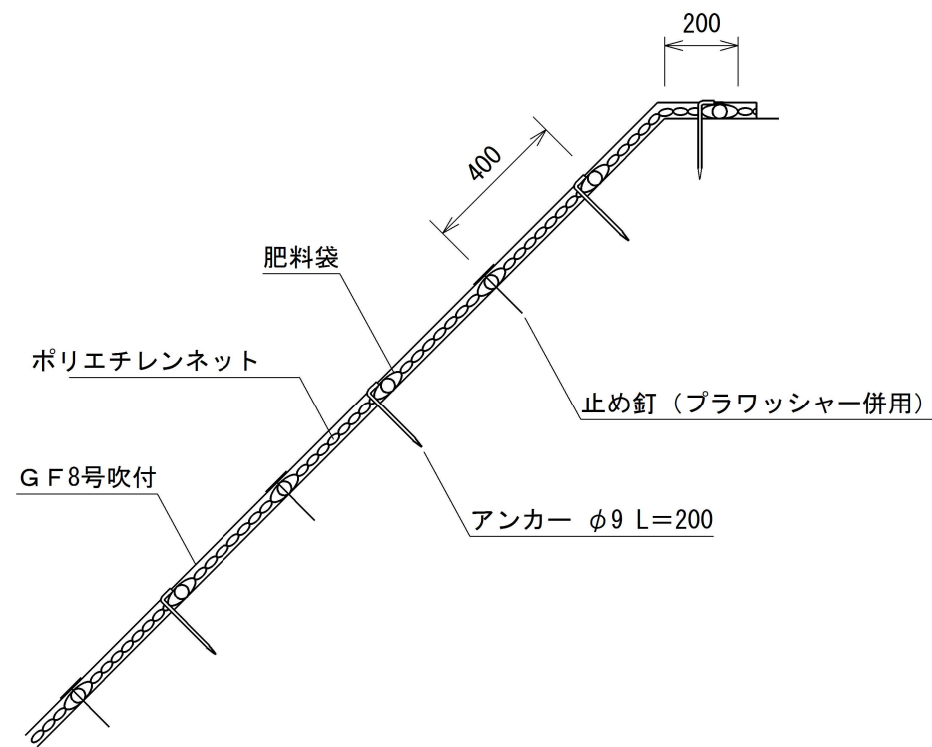 200
400
肥料袋
ポリエチレンネット
止め釘（プラワッシャー併用）
ＧＦ8号吹付
アンカー φ9 L=200